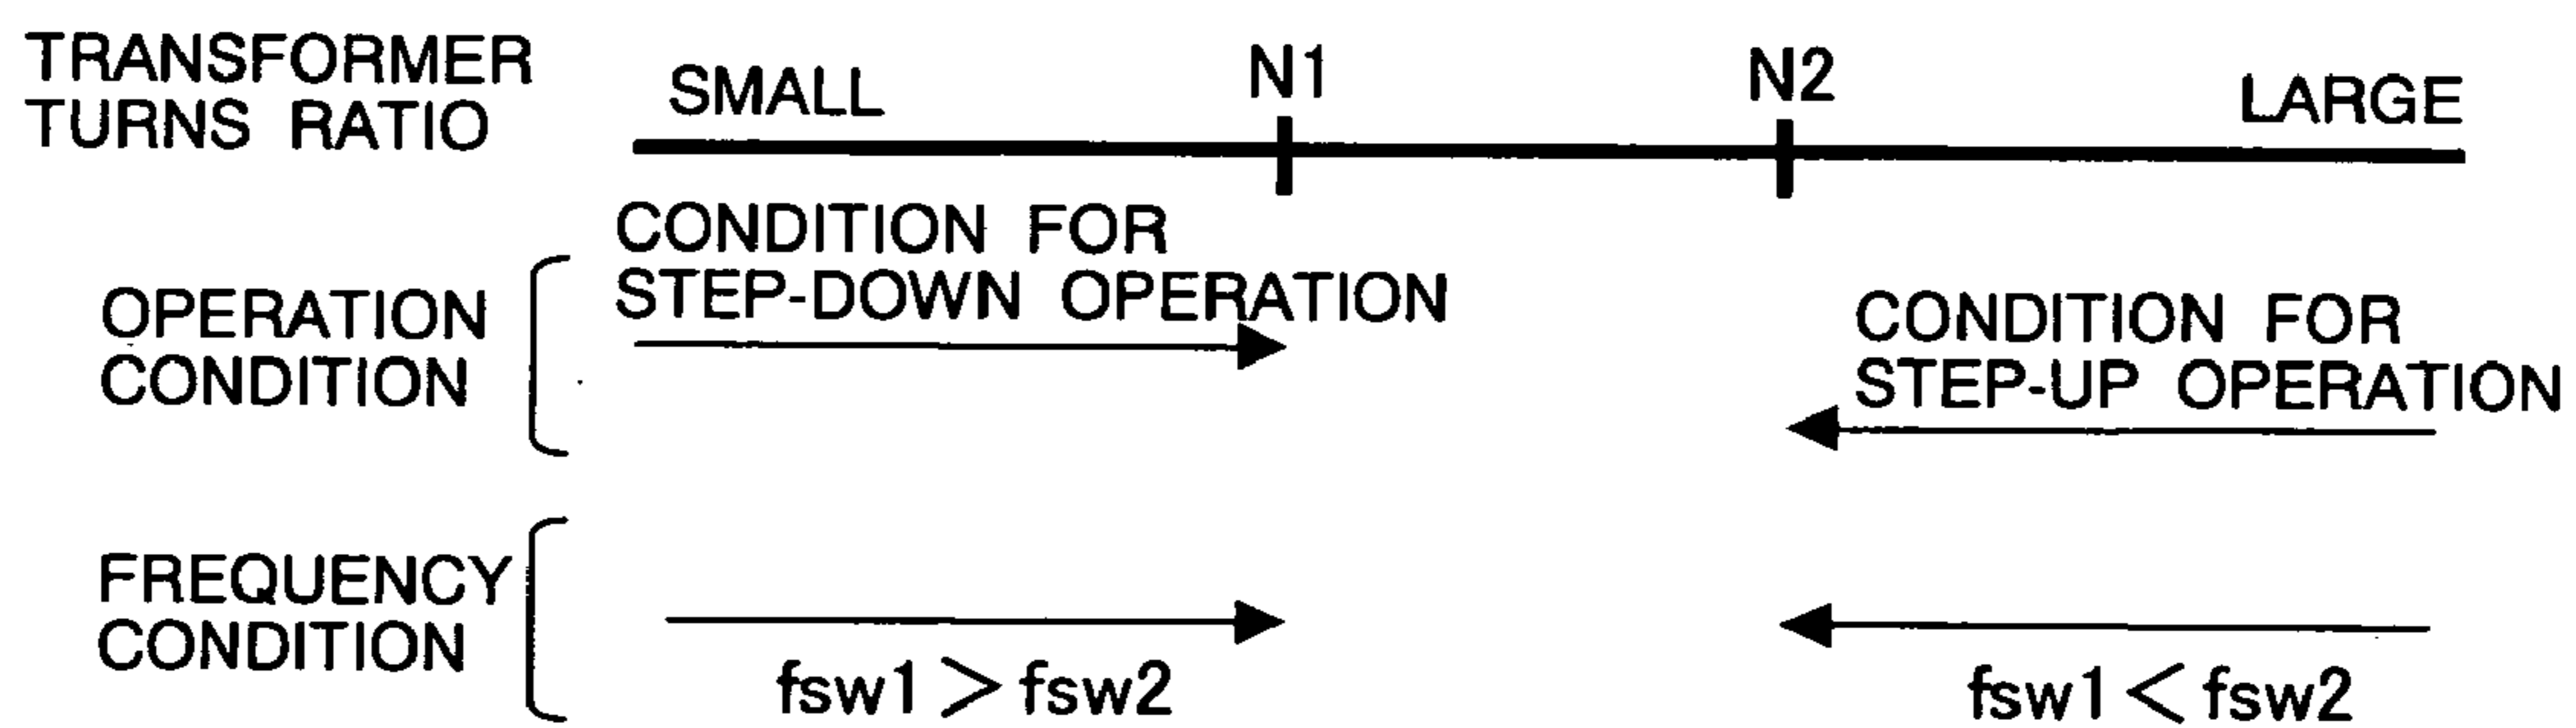 TRANSFORMER
TURNS RATIO
SMALL
N1
N2
LARGE
CONDITION FOR
STEP-DOWN OPERATION
OPERATION
CONDITION
CONDITION FOR
STEP-UP OPERATION
FREQUENCY
CONDITION
fsw1 > fsw2
fsw1 < fsw2